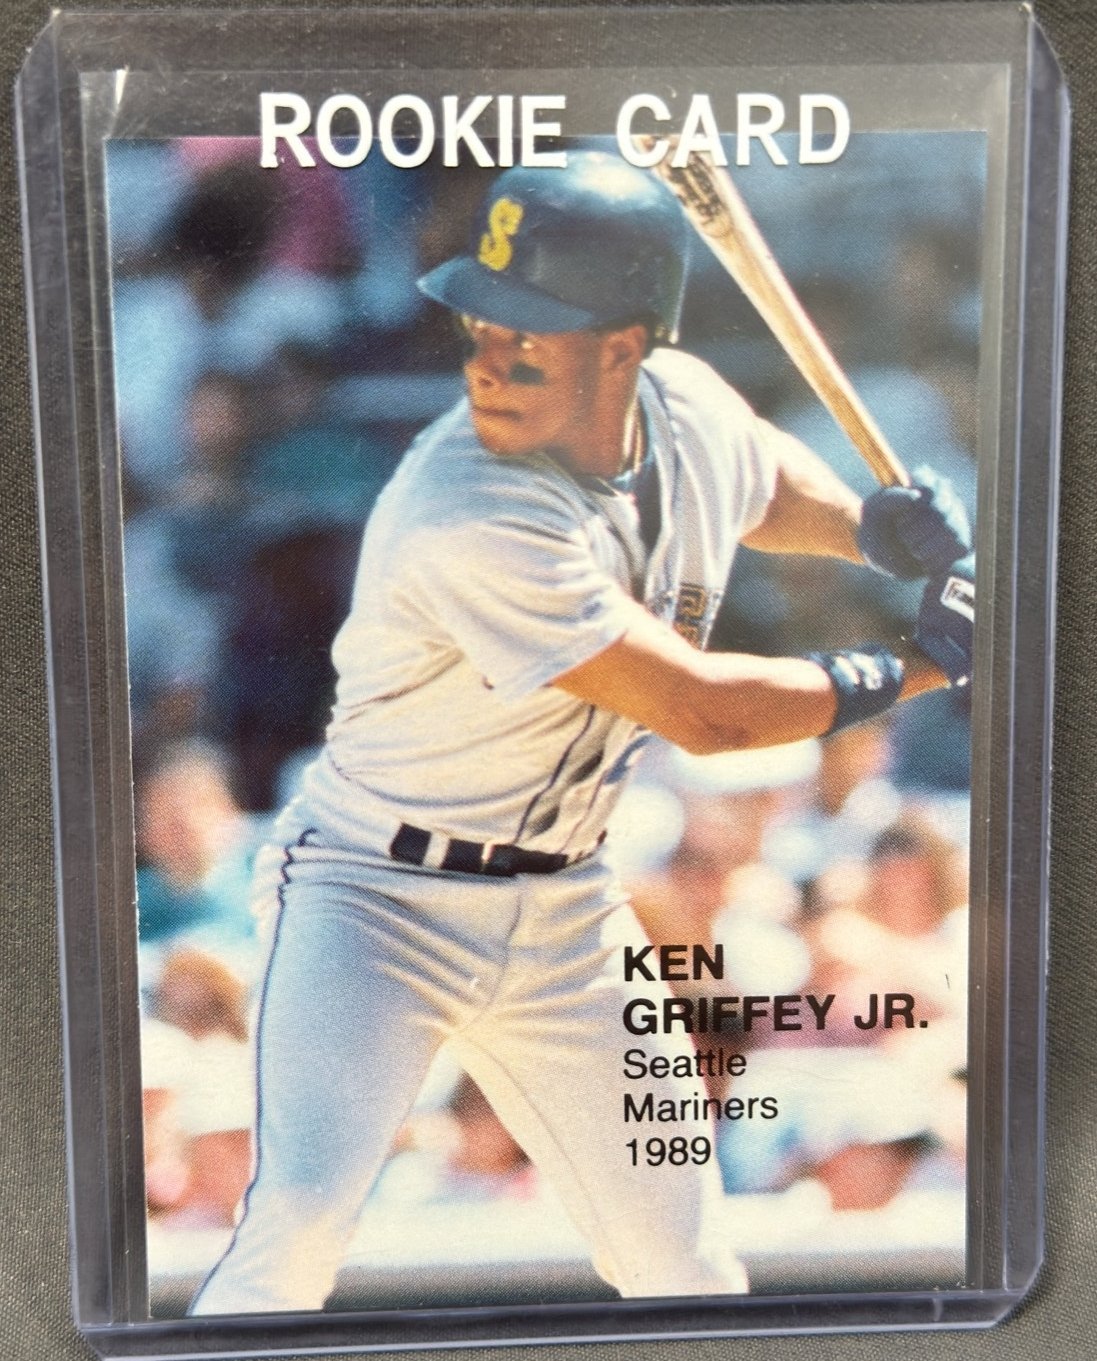 ROOKIE CARD
S
KEN
GRIFFEY JR.
Seattle
Mariners
1989